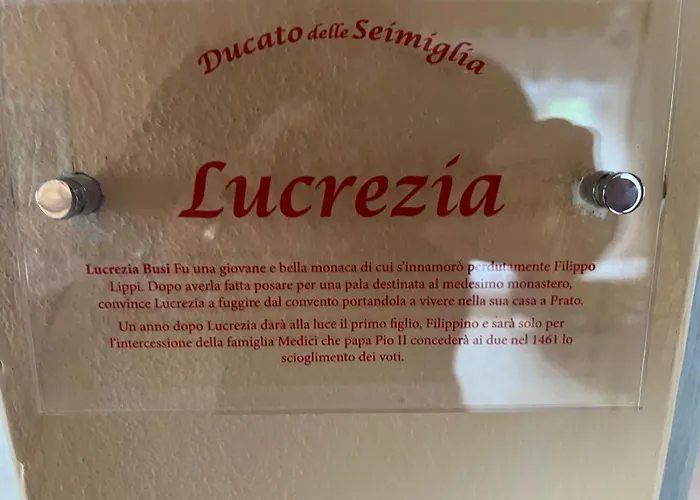 Ducato delle Seimiglia
Lucrezia
Lucrezia Busi Fu una giovane e bella monaca di cui s'innamorò perdutamente Filippo
Lippi. Dopo averla fatta posare per una pala destinata al medesimo monastero,
convince Lucrezia a fuggire dal convento portandola a vivere nella sua casa a Prato.
Un anno dopo Lucrezia darà alla luce il primo figlio, Filippino e sarà solo per
l'intercessione della famiglia Medici che papa Pio II concederà ai due nel 1461 lo
scioglimento dei voti.